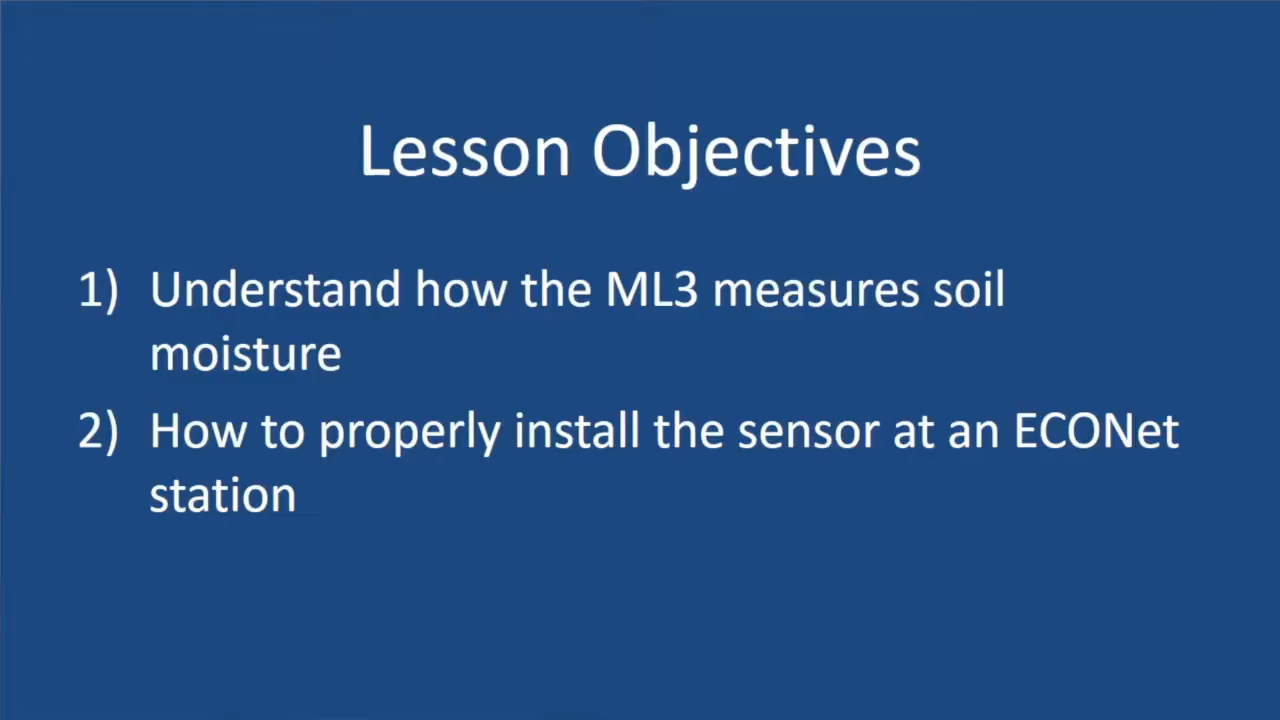 Lesson Objectives
1) Understand how the ML3 measures soil
moisture
2) How to properly install the sensor at an ECONet
station